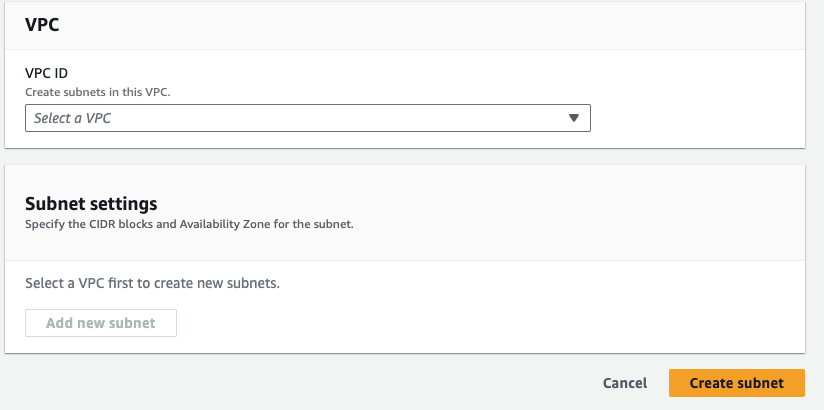 VPC
VPC ID
Create subnets in this VPC.
Select a VPC
Subnet settings
Specify the CIDR blocks and Availability Zone for the subnet.
Select a VPC first to create new subnets.
Add new subnet
Cancel
Create subnet